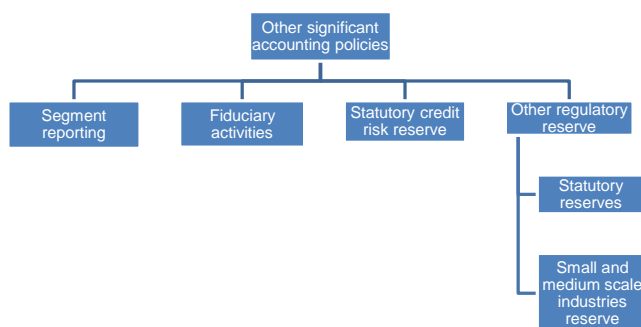 Other significant
accounting policies
Segment
reporting
Fiduciary
activities
Statutory credit
risk reserve
Other regulatory
reserve
Statutory
reserves
Small and
medium scale
industries
reserve